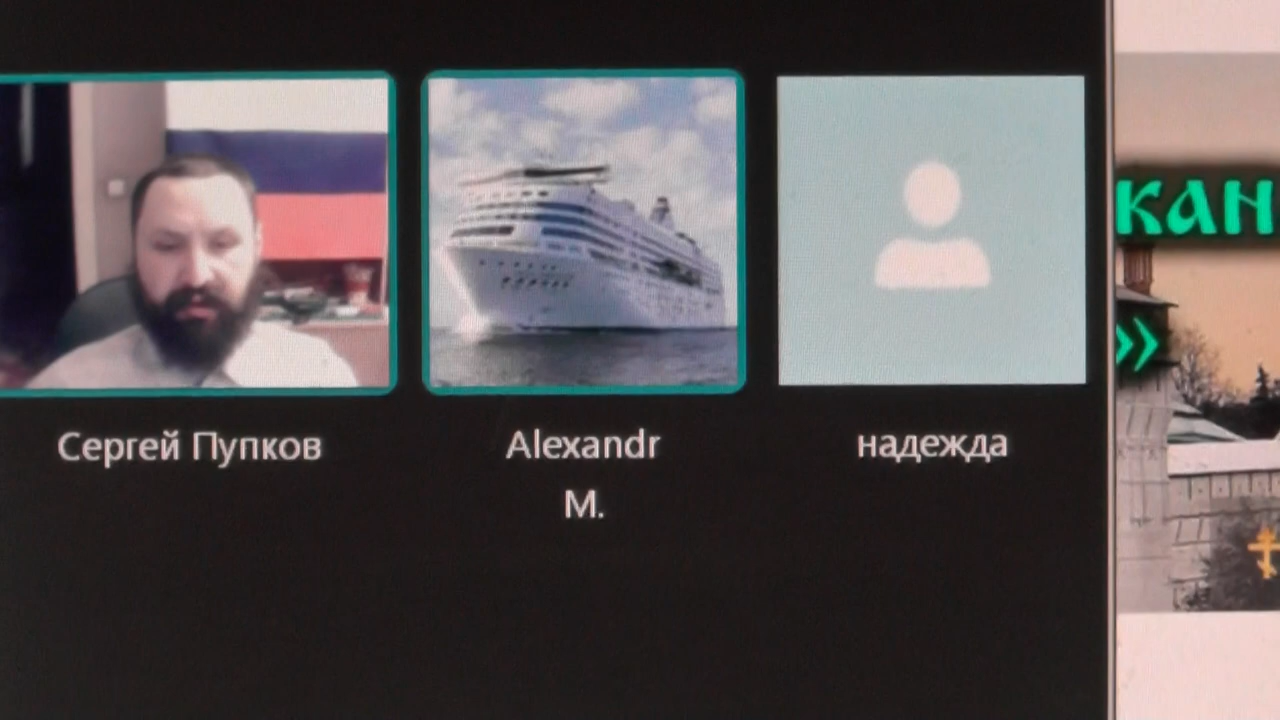 Сергей Пупков
Alexandr
M.
надежда
кан
»